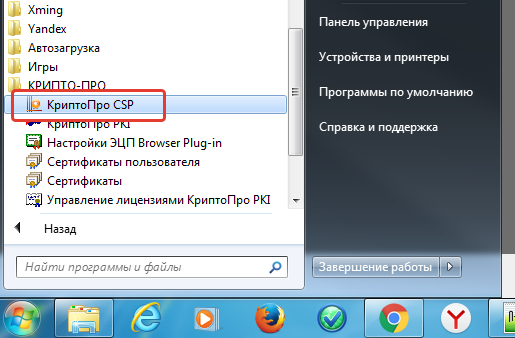 Xming
Yandex
Автозагрузка
Игры
КРИПТО-ПРО
КриптоПро CSP
КриптоПро PKI
Настройки ЭЦП Browser Plug-in
Сертификаты пользователя
Сертификаты
Управление лицензиями КриптоПро PKI
Назад
Найти программы и файлы
Панель управления
Устройства и принтеры
Программы по умолчанию
Справка и поддержка
Завершение работы